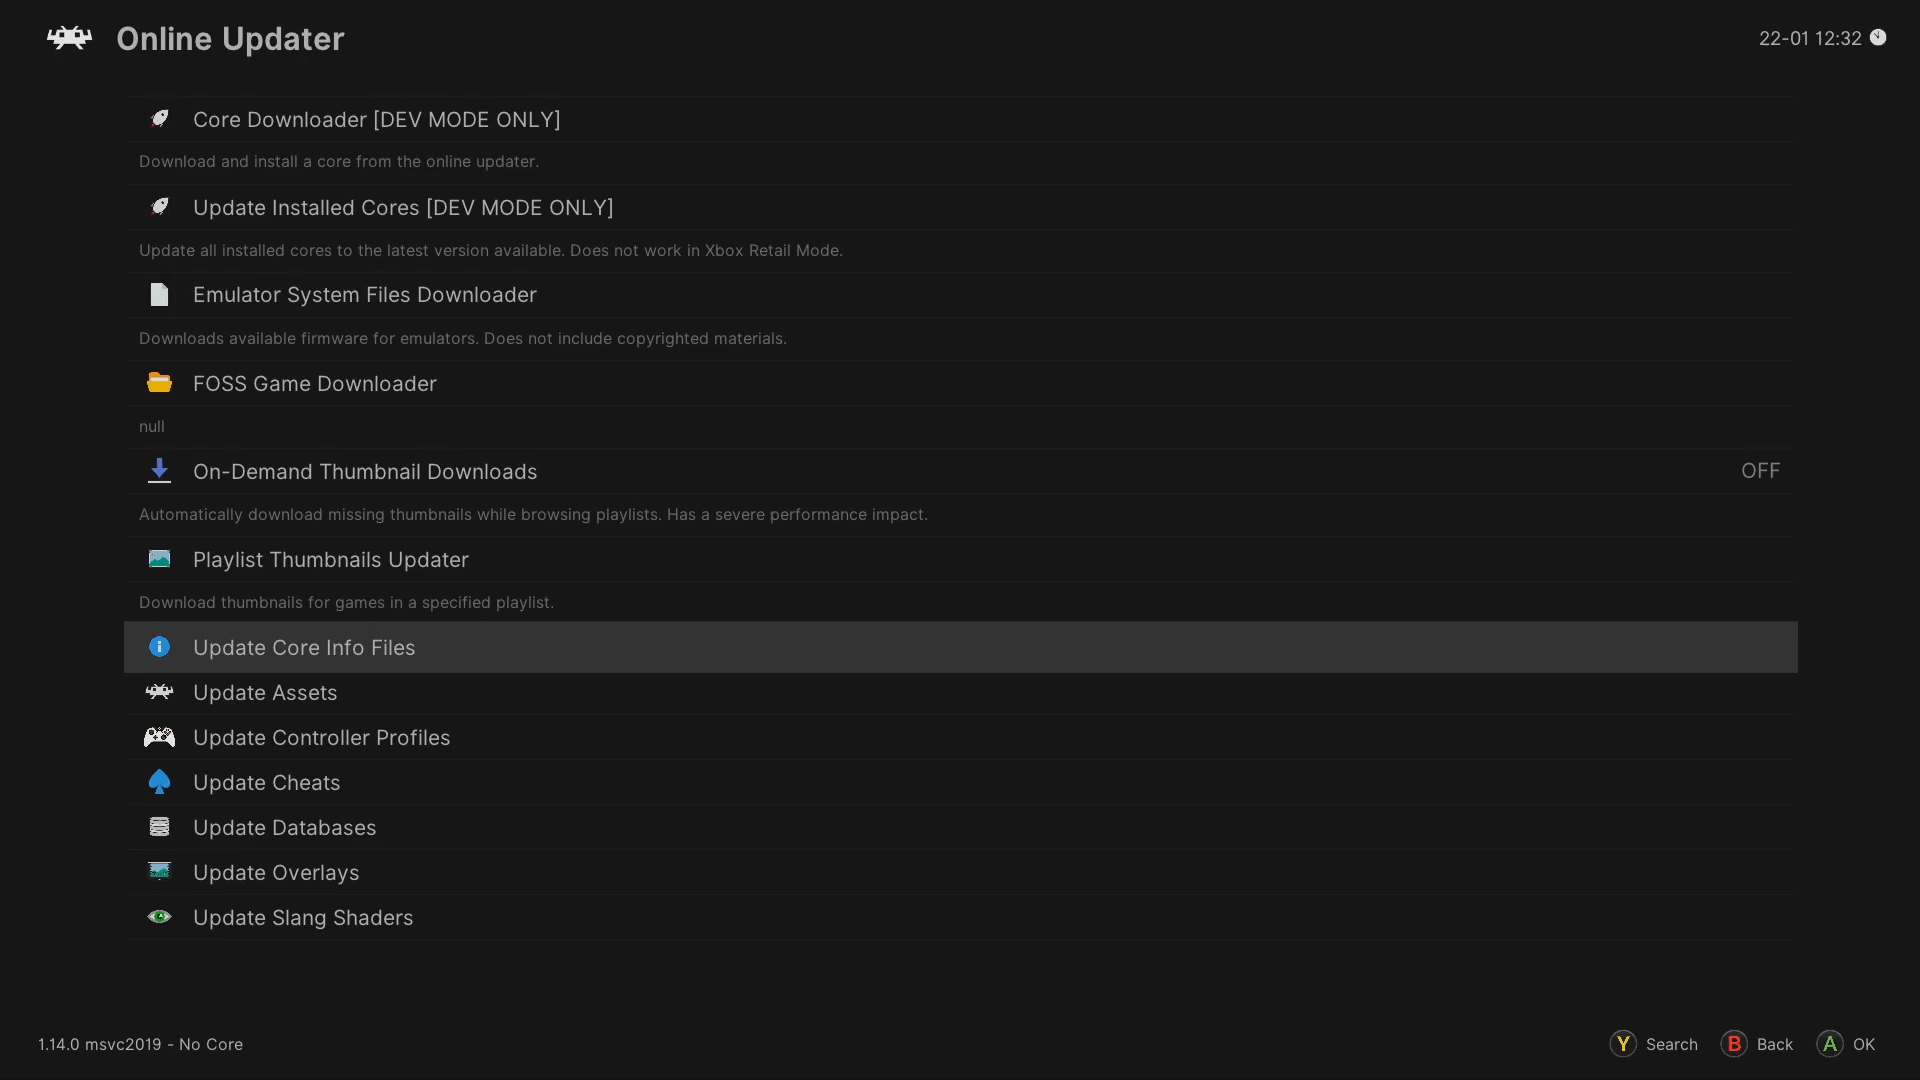 Online Updater
22-01 12:32
Core Downloader [DEV MODE ONLY]
Download and install a core from the online updater.
Update Installed Cores [DEV MODE ONLY]
Update all installed cores to the latest version available. Does not work in Xbox Retail Mode.
Emulator System Files Downloader
Downloads available firmware for emulators. Does not include copyrighted materials.
FOSS Game Downloader
null
On-Demand Thumbnail Downloads OFF
Automatically download missing thumbnails while browsing playlists. Has a severe performance impact.
Playlist Thumbnails Updater
Download thumbnails for games in a specified playlist.
Update Core Info Files
Update Assets
Update Controller Profiles
Update Cheats
Update Databases
Update Overlays
Update Slang Shaders
1.14.0 msvc2019 - No Core
Y Search B Back A OK